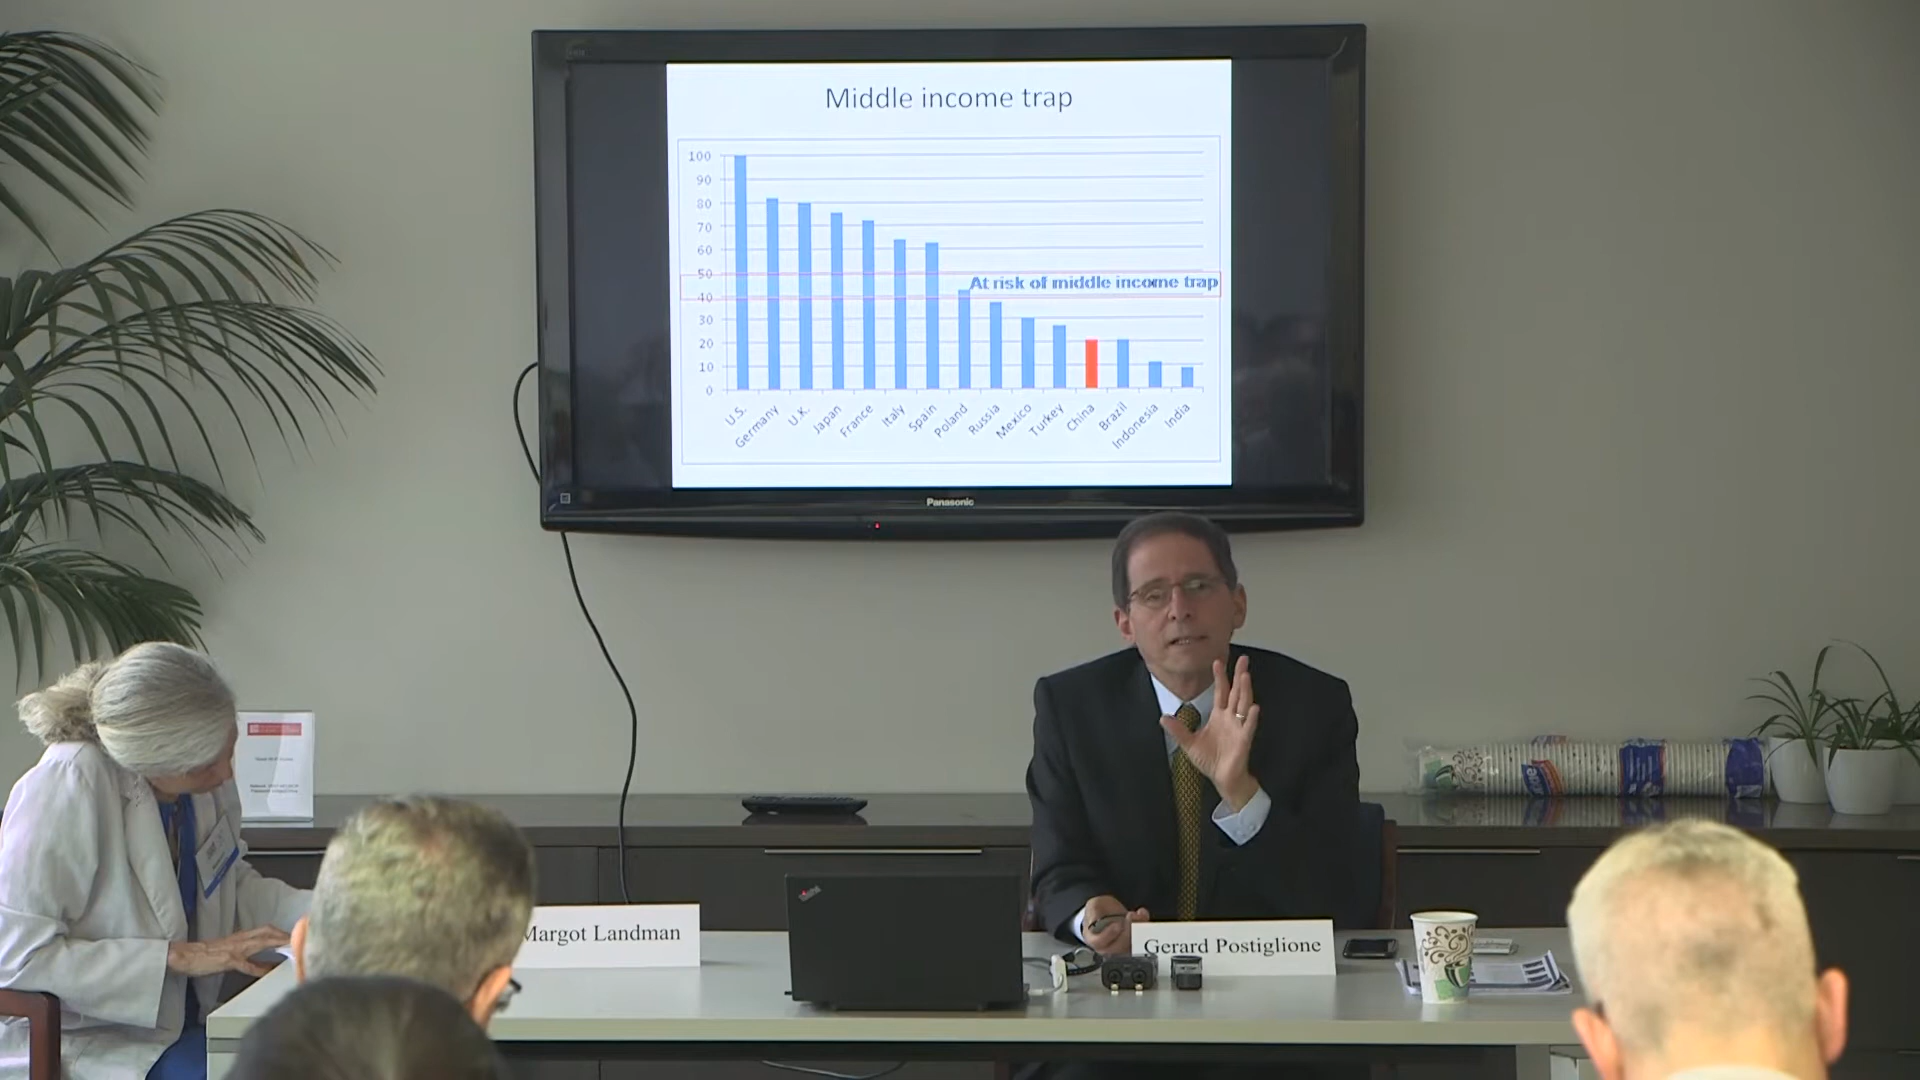 Middle income trap
100
90
80
70
60
50
40
30
20
10
0
At risk of middle income trap
U.S.
Germany
U.K.
Japan
France
Italy
Spain
Poland
Russia
Mexico
Turkey
China
Brazil
Indonesia
India
Panasonic
ThinkPad
Margot Landman
Gerard Postiglione
Dixie